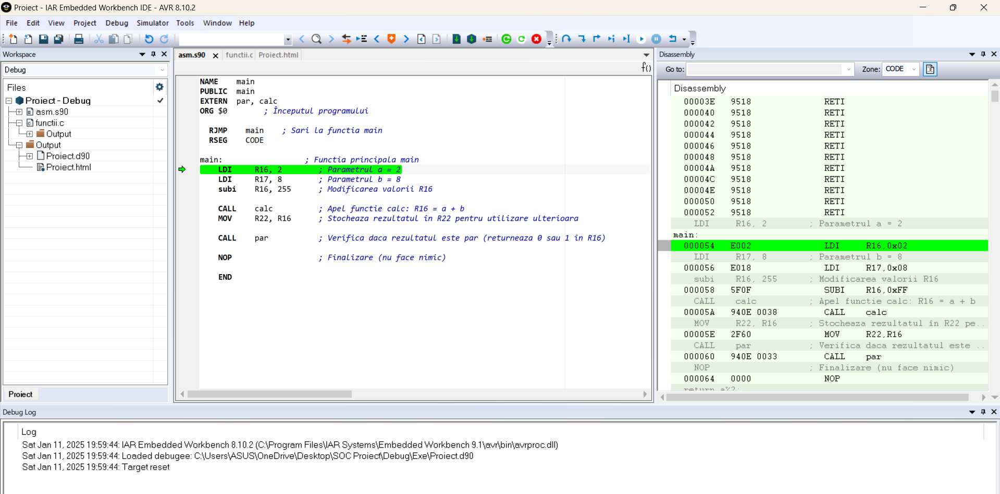 Proiect - IAR Embedded Workbench IDE - AVR 8.10.2
File Edit View Project Debug Simulator Tools Window Help
Workspace
Debug
Files
Proiect - Debug
asm.s90
functii.c
Output
Output
Proiect.d90
Proiect.html
Proiect
asm.s90 functii.c Proiect.html
f()
NAME main
PUBLIC main
EXTERN par, calc
ORG $0 ; Începutul programului
RJMP main ; Sari la functia main
RSEG CODE
main: ; Functia principala main
LDI R16, 2 ; Parametrul a = 2
LDI R17, 8 ; Parametrul b = 8
subi R16, 255 ; Modificarea valorii R16
CALL calc ; Apel functie calc: R16 = a + b
MOV R22, R16 ; Stocheaza rezultatul în R22 pentru utilizare ulterioara
CALL par ; Verifica daca rezultatul este par (returneaza 0 sau 1 în R16)
NOP ; Finalizare (nu face nimic)
END
Disassembly
Go to: Zone: CODE
Disassembly
00003E 9518 RETI
000040 9518 RETI
000042 9518 RETI
000044 9518 RETI
000046 9518 RETI
000048 9518 RETI
00004A 9518 RETI
00004C 9518 RETI
00004E 9518 RETI
000050 9518 RETI
000052 9518 RETI
LDI R16, 2 ; Parametrul a = 2
main:
000054 E002 LDI R16,0x02
LDI R17, 8 ; Parametrul b = 8
000056 E018 LDI R17,0x08
subi R16, 255 ; Modificarea valorii R16
000058 5F0F SUBI R16,0xFF
CALL calc ; Apel functie calc: R16 = a + b
00005A 940E 0038 CALL calc
MOV R22, R16 ; Stocheaza rezultatul în R22 pe...
00005E 2F60 MOV R22,R16
CALL par ; Verifica daca rezultatul este ...
000060 940E 0033 CALL par
NOP ; Finalizare (nu face nimic)
000064 0000 NOP
return a%2;
Debug Log
Log
Sat Jan 11, 2025 19:59:44: IAR Embedded Workbench 8.10.2 (C:\Program Files\IAR Systems\Embedded Workbench 9.1\avr\bin\avrproc.dll)
Sat Jan 11, 2025 19:59:44: Loaded debugee: C:\Users\ASUS\OneDrive\Desktop\SOC Proiect\Debug\Exe\Proiect.d90
Sat Jan 11, 2025 19:59:44: Target reset